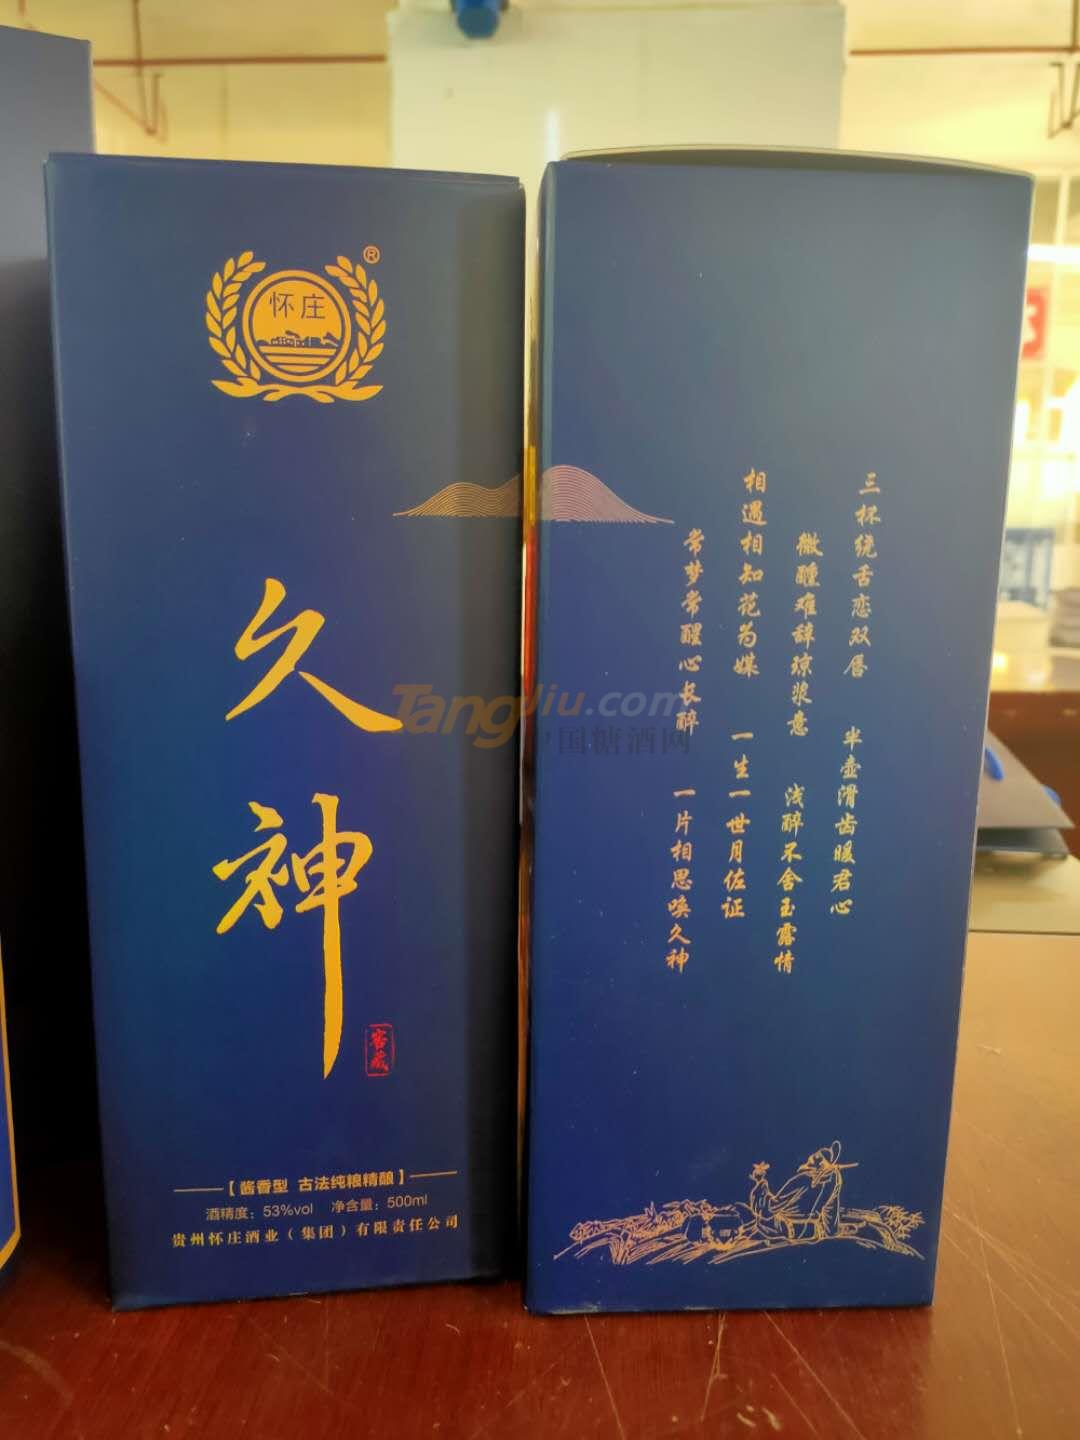 怀庄
®
久神
窖藏
【酱香型 古法纯粮精酿】
酒精度：53%vol 净含量：500ml
贵州怀庄酒业（集团）有限责任公司
三杯绕舌恋双唇 半壶滑齿暖君心
微醺难辞琼浆意 浅醉不舍玉露情
相遇相知花为媒 一生一世月佐证
常梦常醒心长醉 一片相思唤久神
TangJiu.com
中国糖酒网